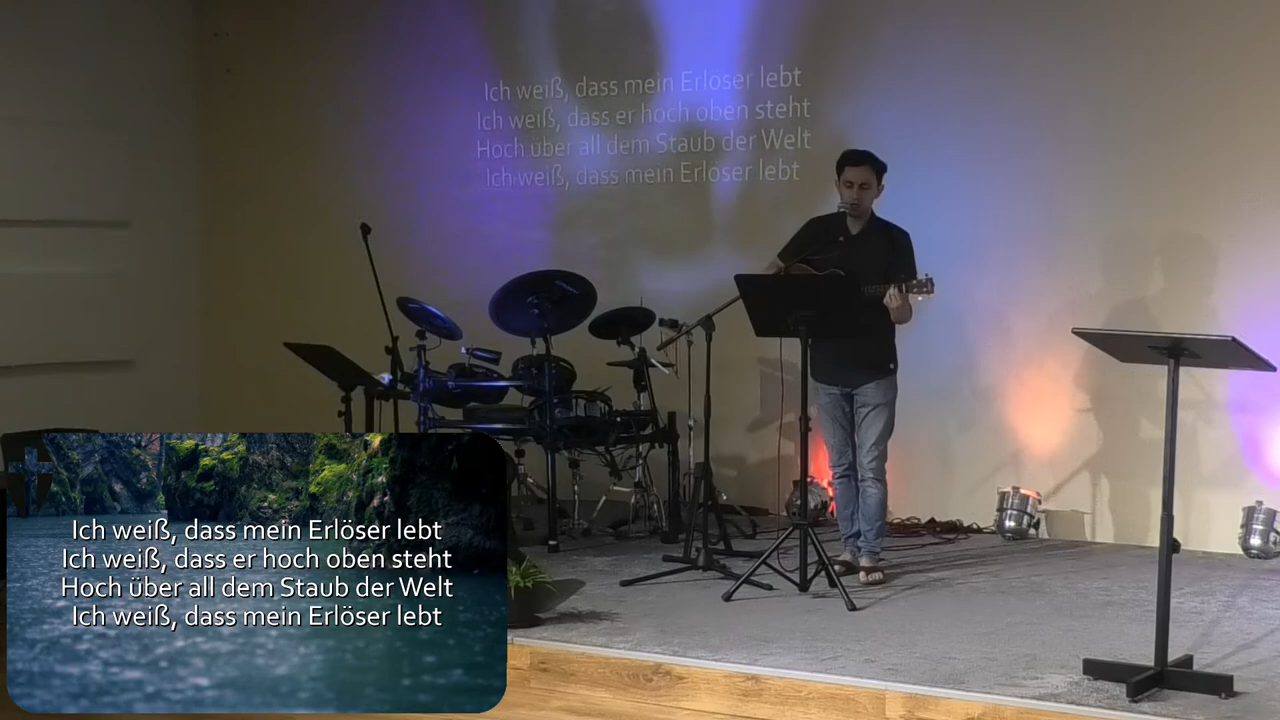 Ich weiß, dass mein Erlöser lebt
Ich weiß, dass er hoch oben steht
Hoch über all dem Staub der Welt
Ich weiß, dass mein Erlöser lebt
Ich weiß, dass mein Erlöser lebt
Ich weiß, dass er hoch oben steht
Hoch über all dem Staub der Welt
Ich weiß, dass mein Erlöser lebt